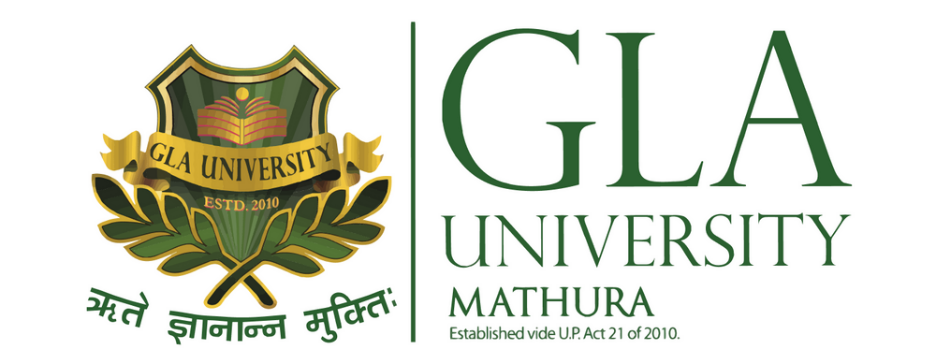 GLA UNIVERSITY
ESTD. 2010
ऋते ज्ञानान्न मुक्तिः
GLA
UNIVERSITY
MATHURA
Established vide U.P. Act 21 of 2010.